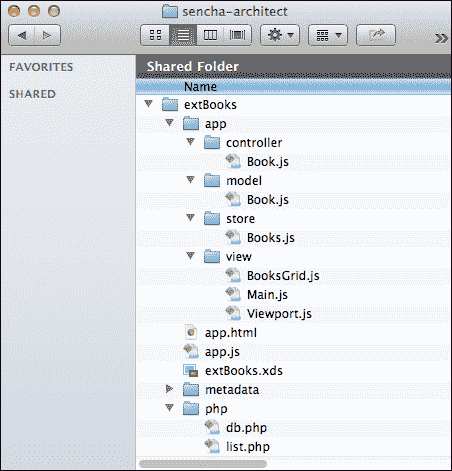 sencha-architect
FAVORITES
SHARED
Shared Folder
Name
extBooks
app
controller
Book.js
model
Book.js
store
Books.js
view
BooksGrid.js
Main.js
Viewport.js
app.html
app.js
extBooks.xds
metadata
php
db.php
list.php